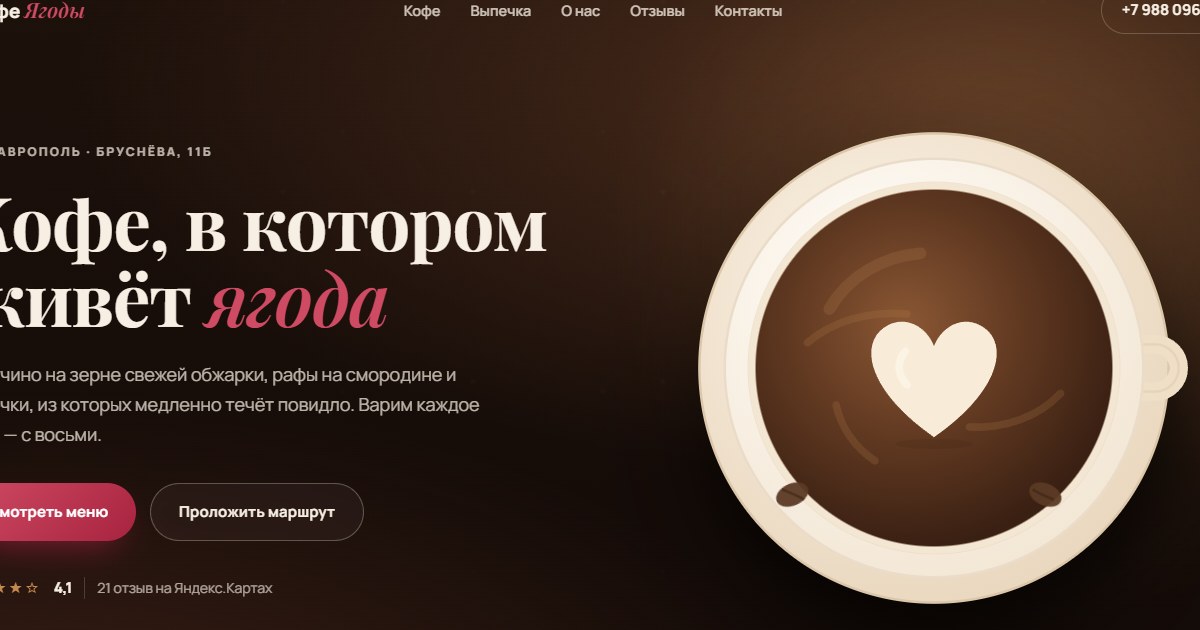 фе Ягоды
Кофе Выпечка О нас Отзывы Контакты
+7 988 096
АВРОПОЛЬ · БРУСНЁВА, 11Б
Кофе, в котором
живёт ягода
чино на зерне свежей обжарки, рафы на смородине и
чки, из которых медленно течёт повидло. Варим каждое
— с восьми.
мотреть меню
Проложить маршрут
★ ★ ☆ 4,1 21 отзыв на Яндекс.Картах